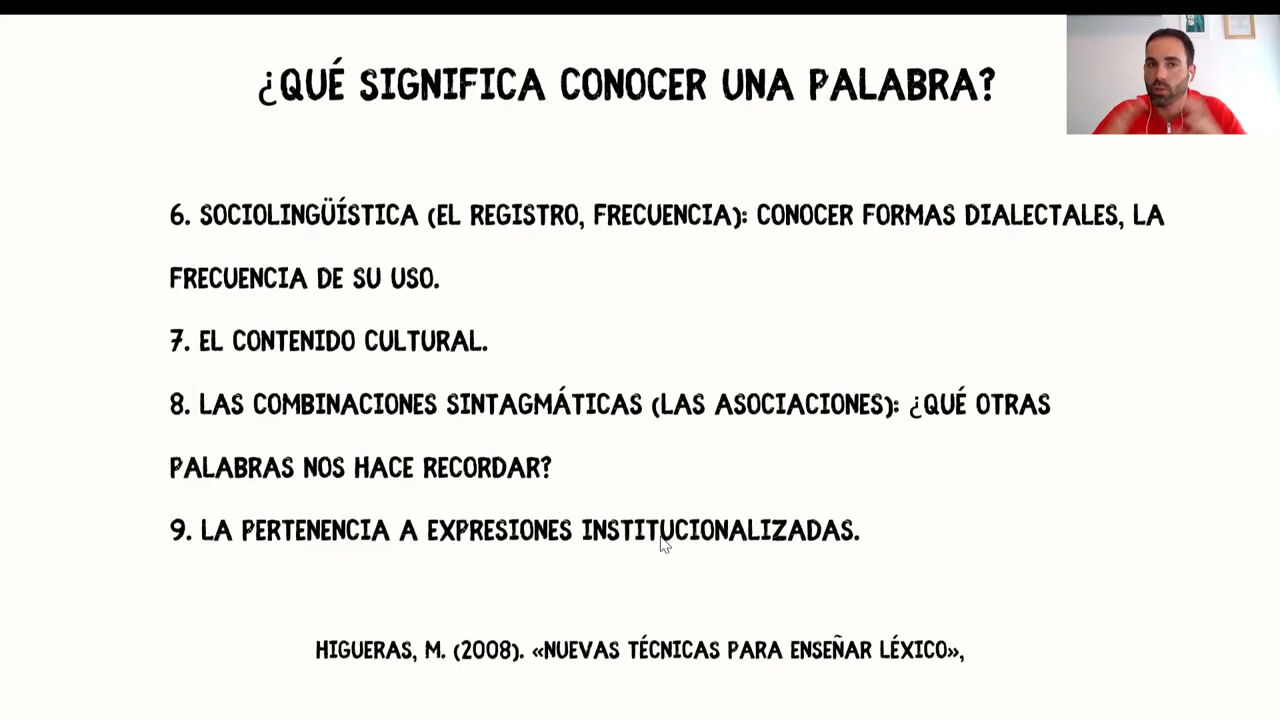 ¿QUÉ SIGNIFICA CONOCER UNA PALABRA?
6. SOCIOLINGÜÍSTICA (EL REGISTRO, FRECUENCIA): CONOCER FORMAS DIALECTALES, LA
FRECUENCIA DE SU USO.
7. EL CONTENIDO CULTURAL.
8. LAS COMBINACIONES SINTAGMÁTICAS (LAS ASOCIACIONES): ¿QUÉ OTRAS
PALABRAS NOS HACE RECORDAR?
9. LA PERTENENCIA A EXPRESIONES INSTITUCIONALIZADAS.
HIGUERAS, M. (2008). «NUEVAS TÉCNICAS PARA ENSEÑAR LÉXICO»,